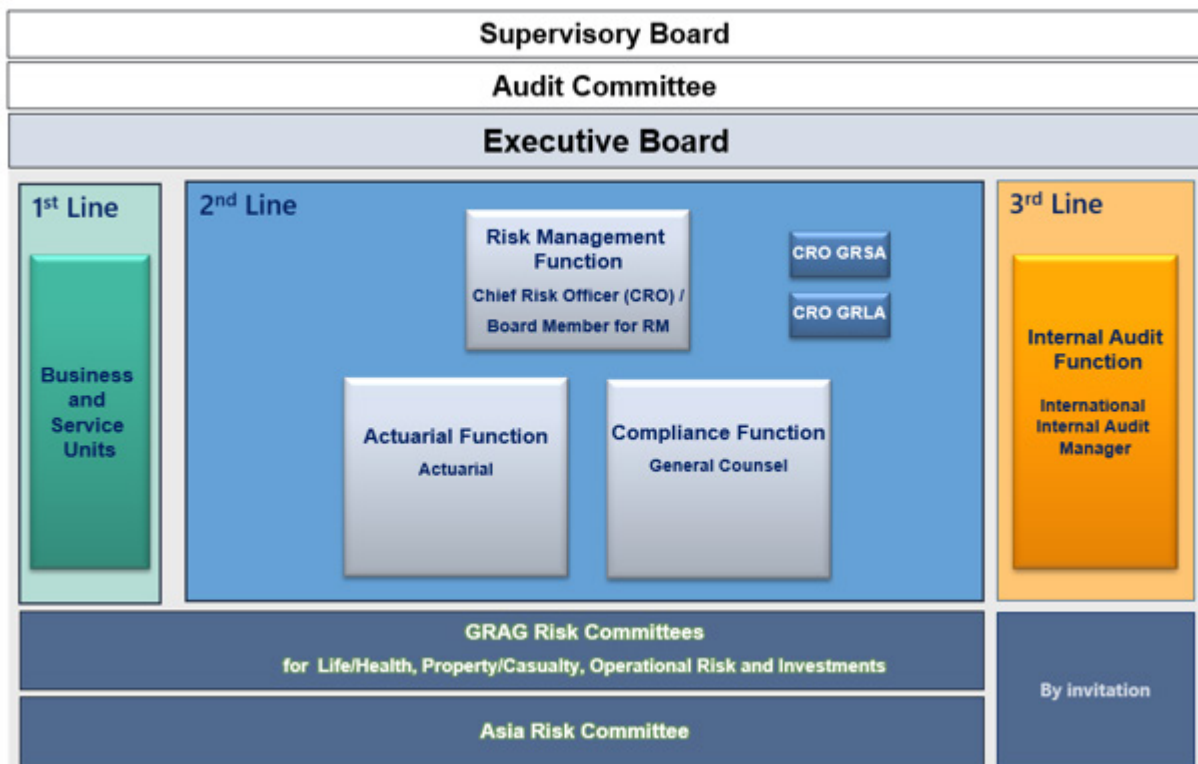 Supervisory Board
Audit Committee
Executive Board
1st Line
Business
and
Service
Units
2nd Line
Risk Management
Function
Chief Risk Officer (CRO) /
Board Member for RM
CRO GRSA
CRO GRLA
Actuarial Function
Actuarial
Compliance Function
General Counsel
3rd Line
Internal Audit
Function
International
Internal Audit
Manager
GRAG Risk Committees
for Life/Health, Property/Casualty, Operational Risk and Investments
Asia Risk Committee
By invitation